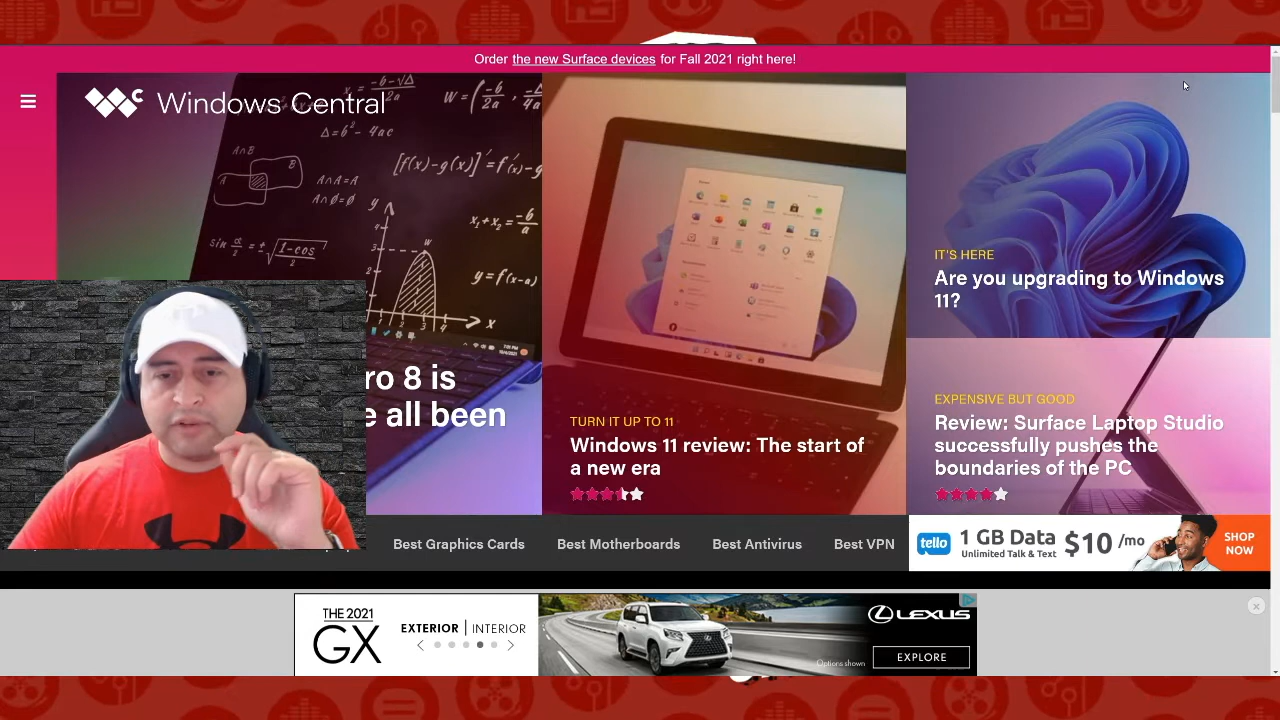 Order the new Surface devices for Fall 2021 right here!
Windows Central
x = -b-√Δ
2a
Δ=b²-4ac
A∩B
B
A
A∩A=A
A∩Ø=Ø
[f(x)-g(x)]'=f'(x)-g
y
x
y=f(x-a)
ro 8 is
e all been
TURN IT UP TO 11
Windows 11 review: The start of
a new era
IT'S HERE
Are you upgrading to Windows
11?
EXPENSIVE BUT GOOD
Review: Surface Laptop Studio
successfully pushes the
boundaries of the PC
Best Graphics Cards
Best Motherboards
Best Antivirus
Best VPN
tello
1 GB Data
Unlimited Talk & Text
$10 /mo
SHOP
NOW
THE 2021
GX
EXTERIOR | INTERIOR
LEXUS
Options shown
EXPLORE